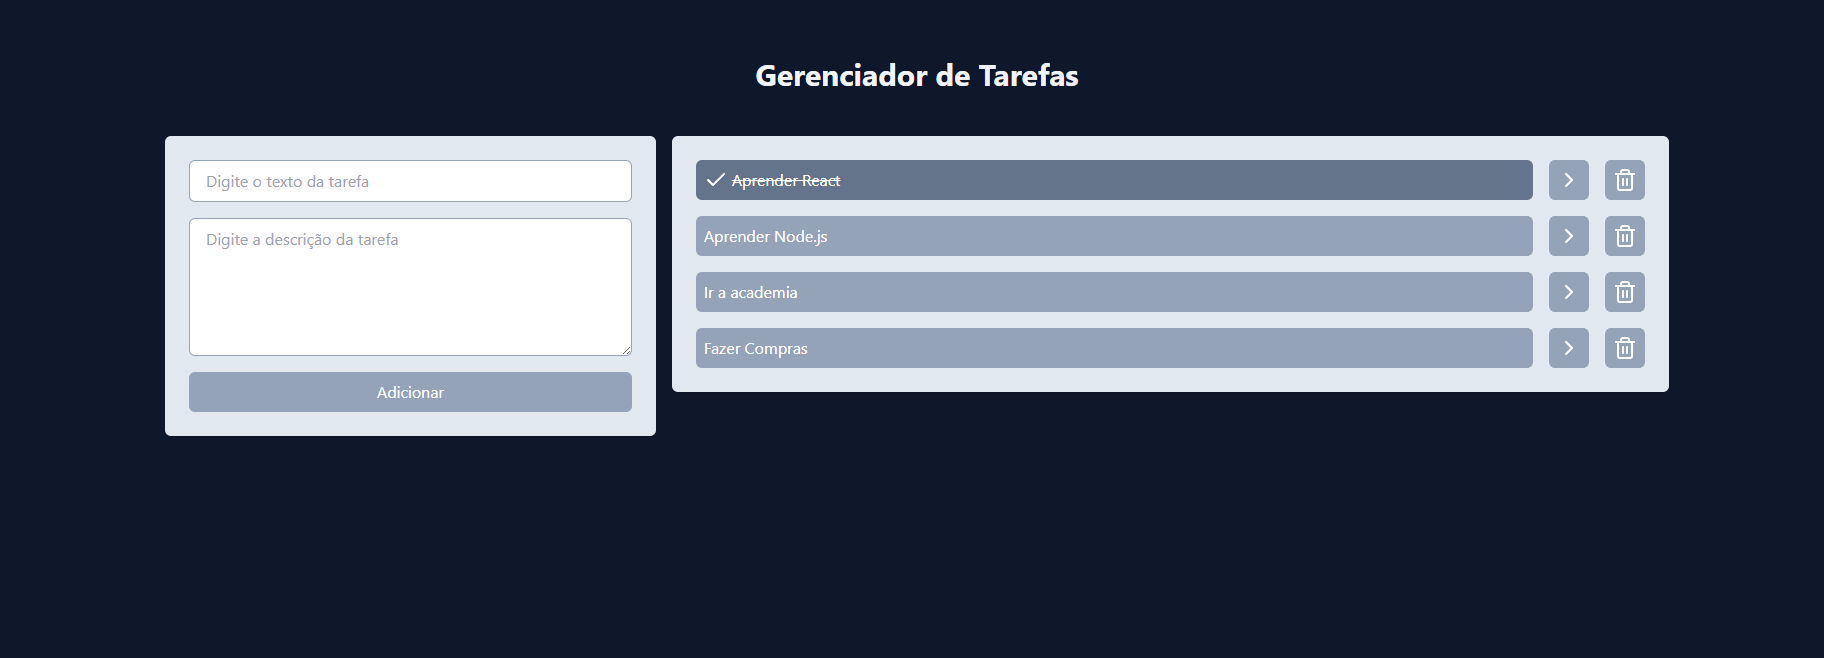 Gerenciador de Tarefas
Digite o texto da tarefa
Digite a descrição da tarefa
Adicionar
Aprender React
Aprender Node.js
Ir a academia
Fazer Compras